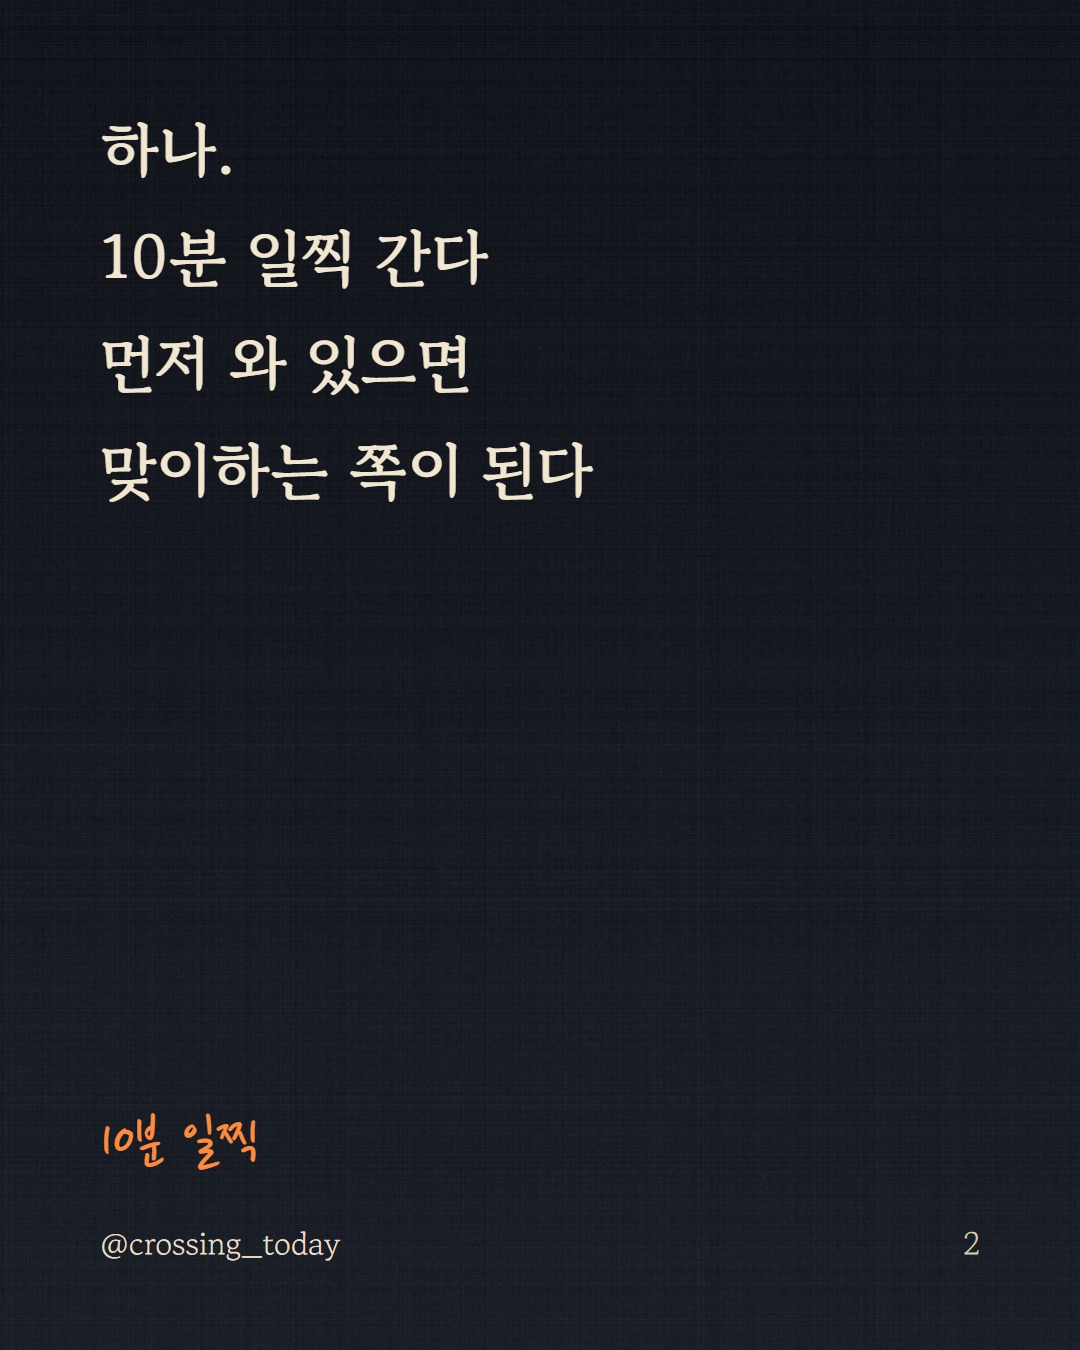 하나.
10분 일찍 간다
먼저 와 있으면
맞이하는 쪽이 된다
10분 일찍
@crossing_today
2